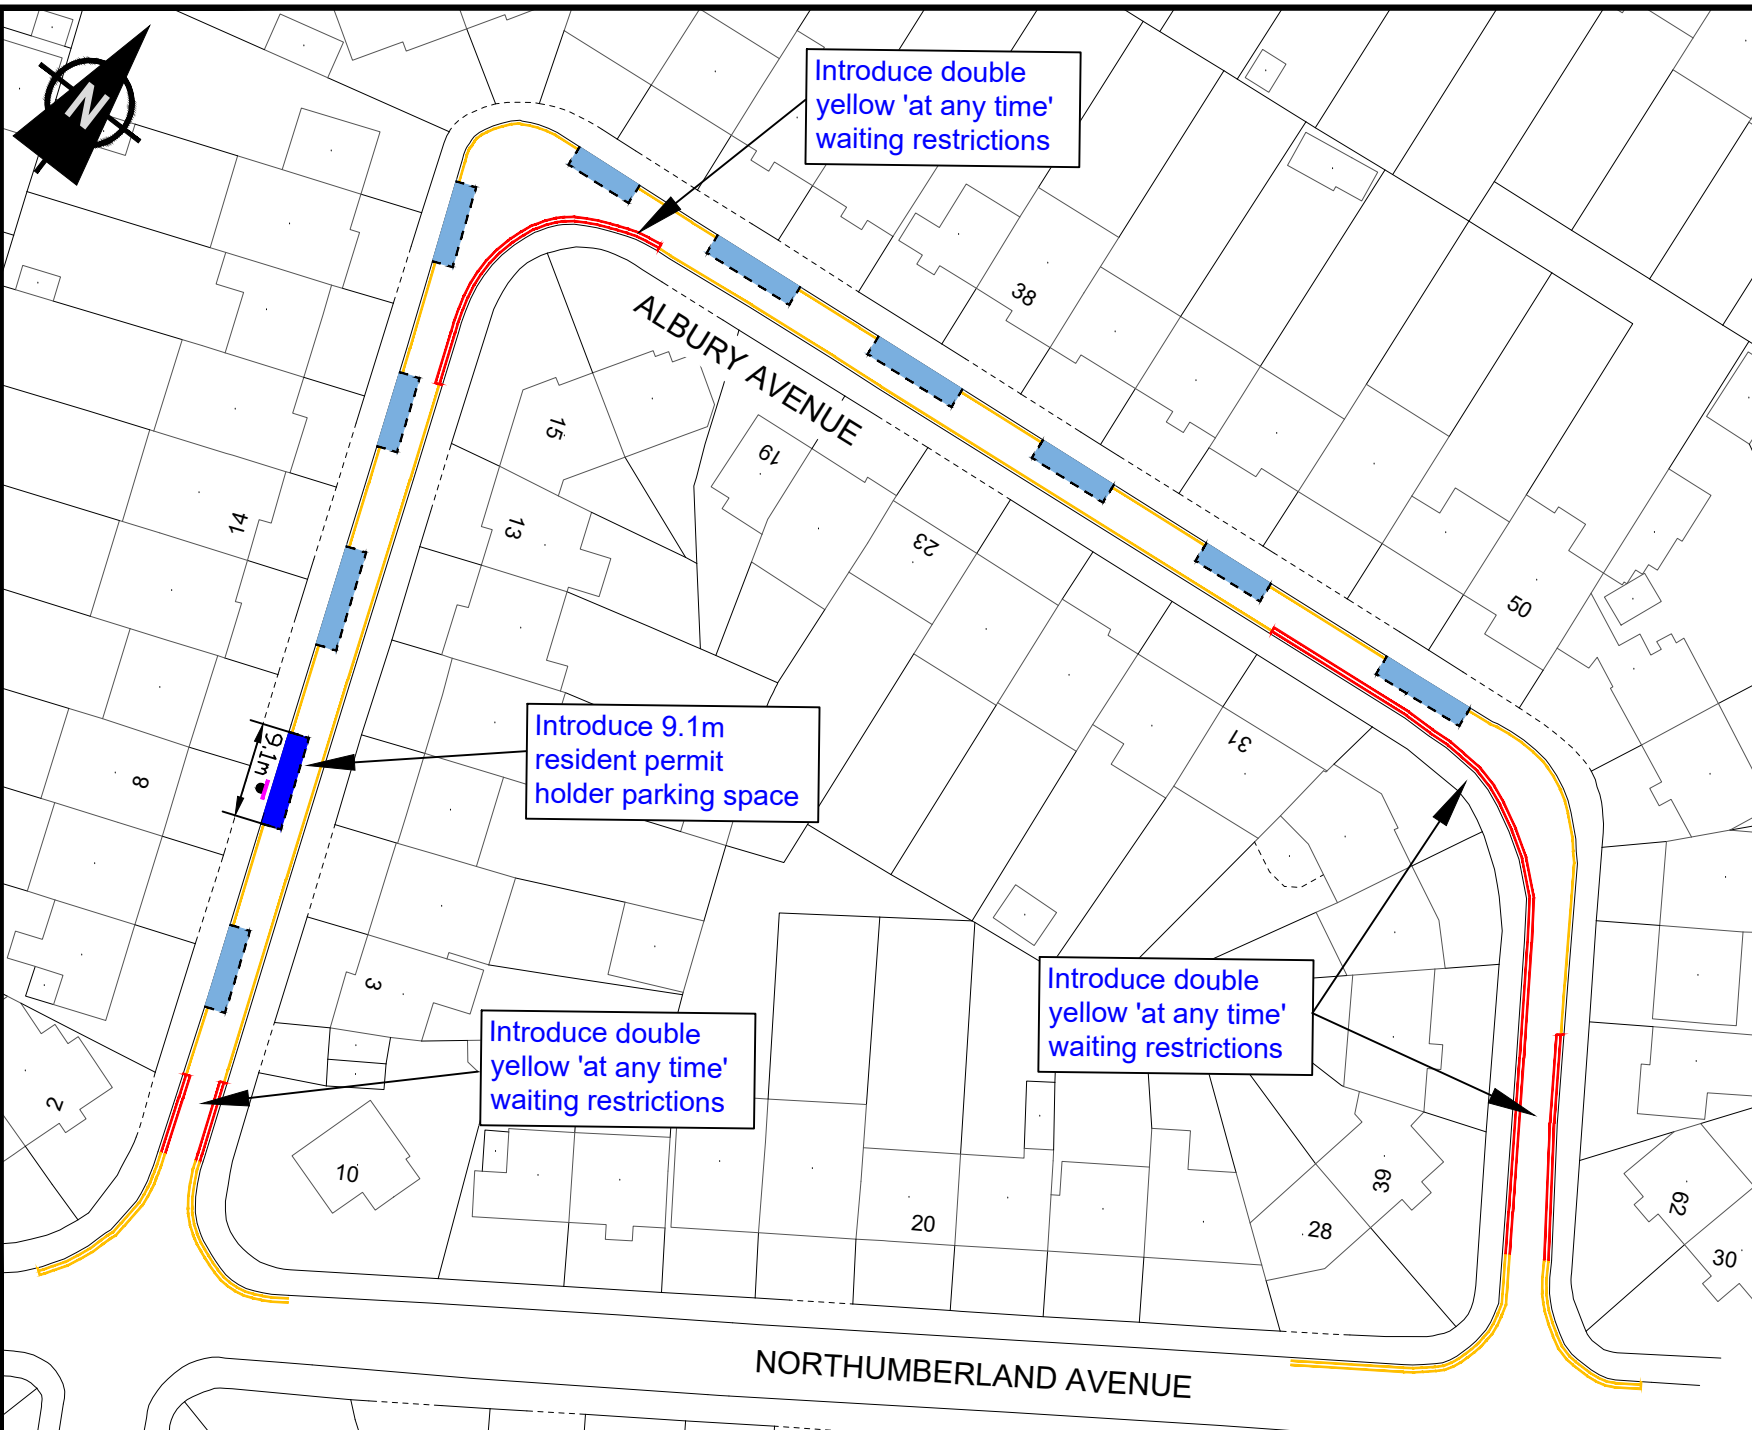 N
Introduce double
yellow 'at any time'
waiting restrictions
38
ALBURY AVENUE
15
19
14
13
23
50
Introduce 9.1m
resident permit
holder parking space
9.1m
31
8
3
Introduce double
yellow 'at any time'
waiting restrictions
Introduce double
yellow 'at any time'
waiting restrictions
2
10
20
28
39
62
30
NORTHUMBERLAND AVENUE